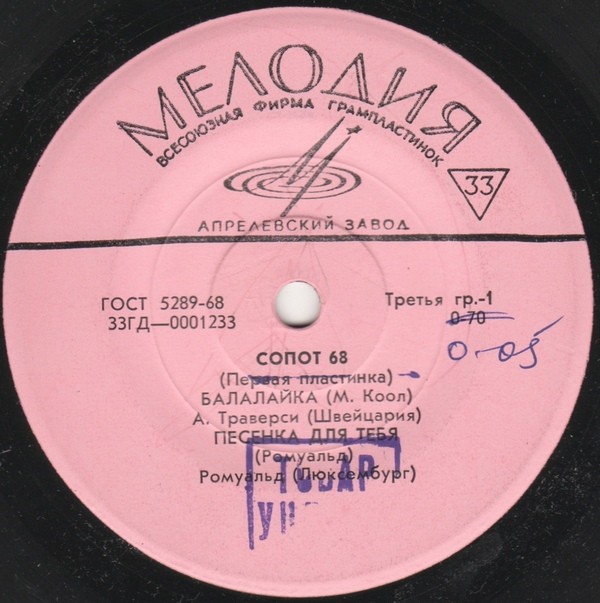 МЕЛОДИЯ
ВСЕСОЮЗНАЯ ФИРМА ГРАМПЛАСТИНОК
33
АПРЕЛЕВСКИЙ ЗАВОД
ГОСТ 5289-68
33ГД—0001233
Третья гр.-1
0-70
0-05
СОПОТ 68
(Первая пластинка)
БАЛАЛАЙКА (М. Коол)
А. Траверси (Швейцария)
ПЕСЕНКА ДЛЯ ТЕБЯ
(Ромуальд)
Ромуальд (Люксембург)
ТОВАР